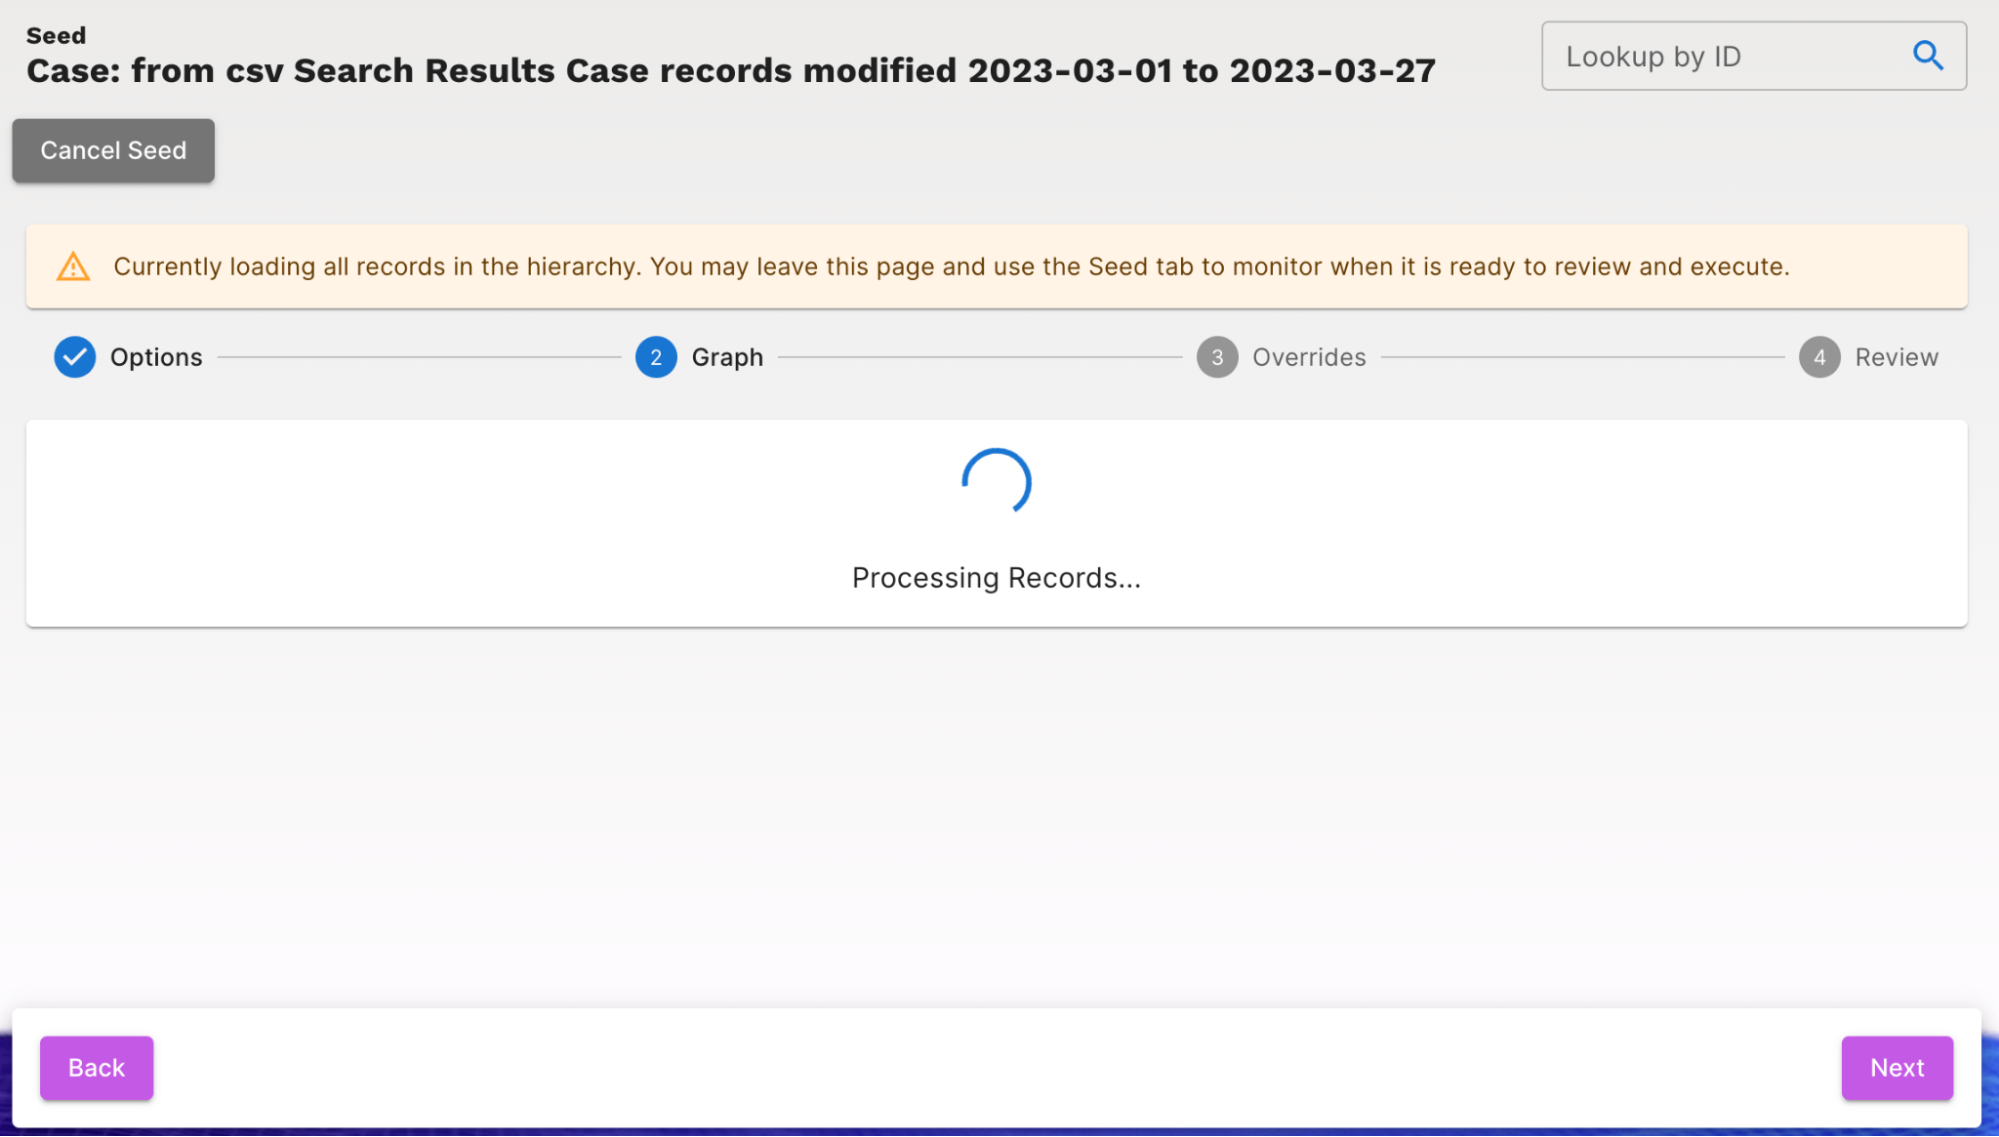 Seed
Case: from csv Search Results Case records modified 2023-03-01 to 2023-03-27
Lookup by ID
Cancel Seed
Currently loading all records in the hierarchy. You may leave this page and use the Seed tab to monitor when it is ready to review and execute.
Options
2 Graph
3 Overrides
4 Review
Processing Records...
Back
Next